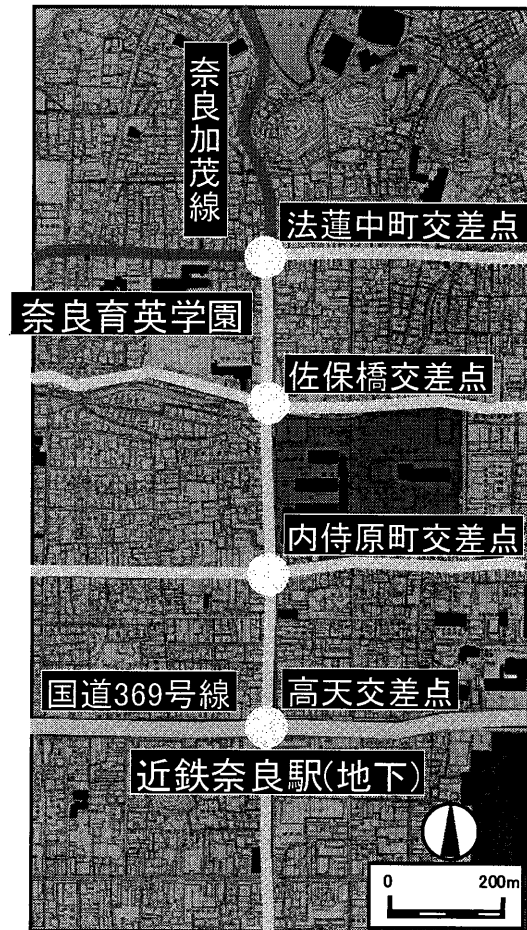 奈良加茂線
法蓮中町交差点
奈良育英学園
佐保橋交差点
内侍原町交差点
国道369号線
高天交差点
近鉄奈良駅(地下)
0 200m